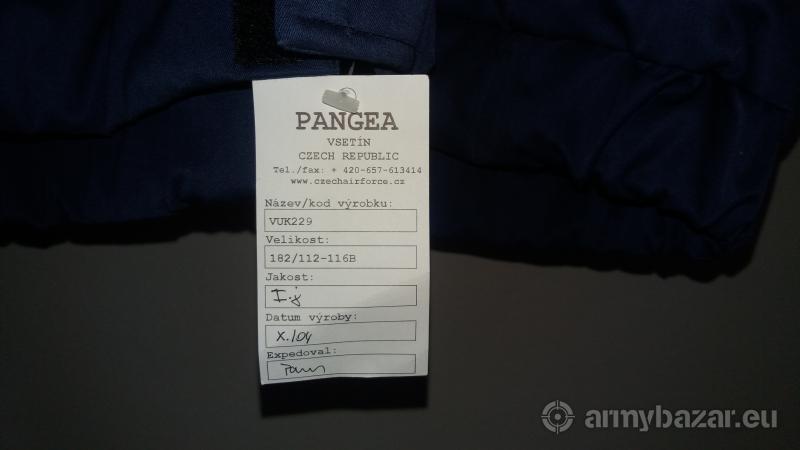 PANGEA
VSETÍN
CZECH REPUBLIC
Tel./fax: + 420-657-613414
www.czechairforce.cz
Název/kod výrobku:
VUK229
Velikost:
182/112-116B
Jakost:
I.j
Datum výroby:
X./04
Expedoval:
armybazar.eu